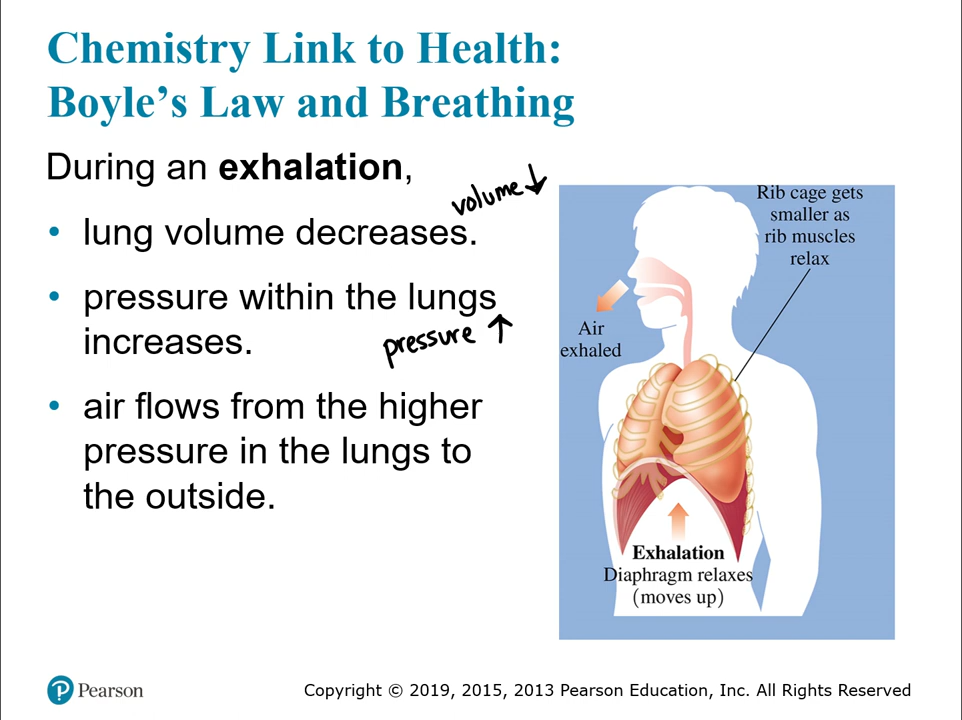 Chemistry Link to Health:
Boyle's Law and Breathing
During an exhalation,
volume ↓
• lung volume decreases.
• pressure within the lungs
increases.
pressure ↑
• air flows from the higher
pressure in the lungs to
the outside.
Rib cage gets
smaller as
rib muscles
relax
Air
exhaled
Exhalation
Diaphragm relaxes
(moves up)
Pearson
Copyright © 2019, 2015, 2013 Pearson Education, Inc. All Rights Reserved